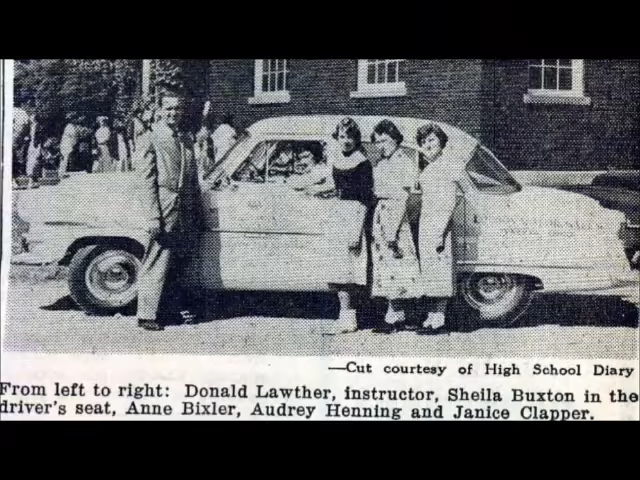 —Cut courtesy of High School Diary
From left to right: Donald Lawther, instructor, Sheila Buxton in the
driver's seat, Anne Bixler, Audrey Henning and Janice Clapper.